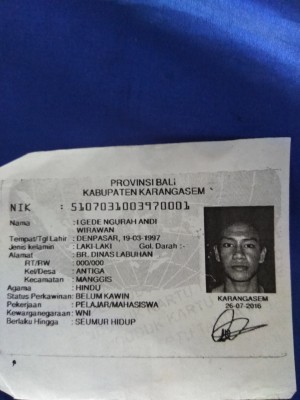 PROVINSI BALI
KABUPATEN KARANGASEM
NIK : 5107031003970001
Nama : I GEDE NGURAH ANDI
WIRAWAN
Tempat/Tgl Lahir : DENPASAR, 19-03-1997
Jenis kelamin : LAKI-LAKI Gol. Darah : -
Alamat : BR. DINAS LABUHAN
RT/RW : 000/000
Kel/Desa : ANTIGA
Kecamatan : MANGGIS
Agama : HINDU
Status Perkawinan: BELUM KAWIN
Pekerjaan : PELAJAR/MAHASISWA
Kewarganegaraan: WNI
Berlaku Hingga : SEUMUR HIDUP
KARANGASEM
26-07-2016